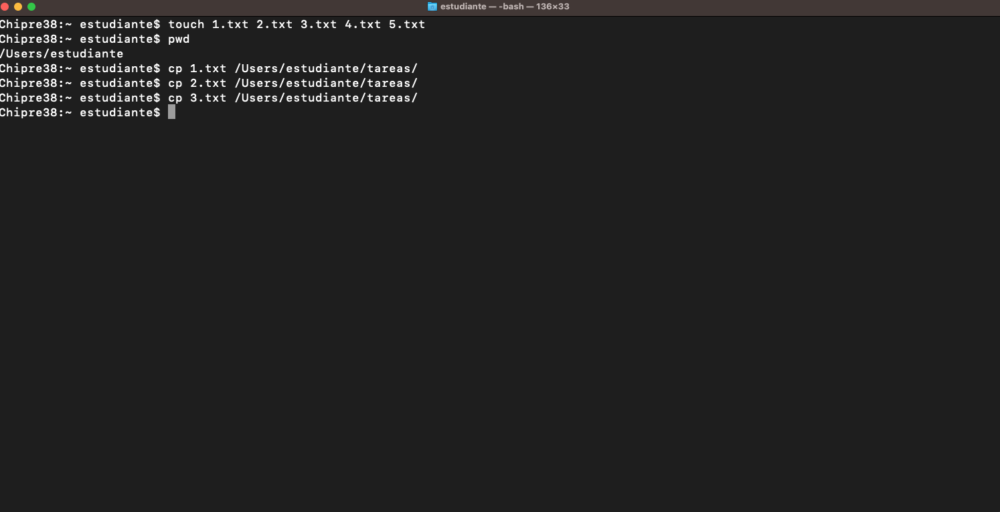 estudiante — -bash — 136×33
Chipre38:~ estudiante$ touch 1.txt 2.txt 3.txt 4.txt 5.txt
Chipre38:~ estudiante$ pwd
/Users/estudiante
Chipre38:~ estudiante$ cp 1.txt /Users/estudiante/tareas/
Chipre38:~ estudiante$ cp 2.txt /Users/estudiante/tareas/
Chipre38:~ estudiante$ cp 3.txt /Users/estudiante/tareas/
Chipre38:~ estudiante$